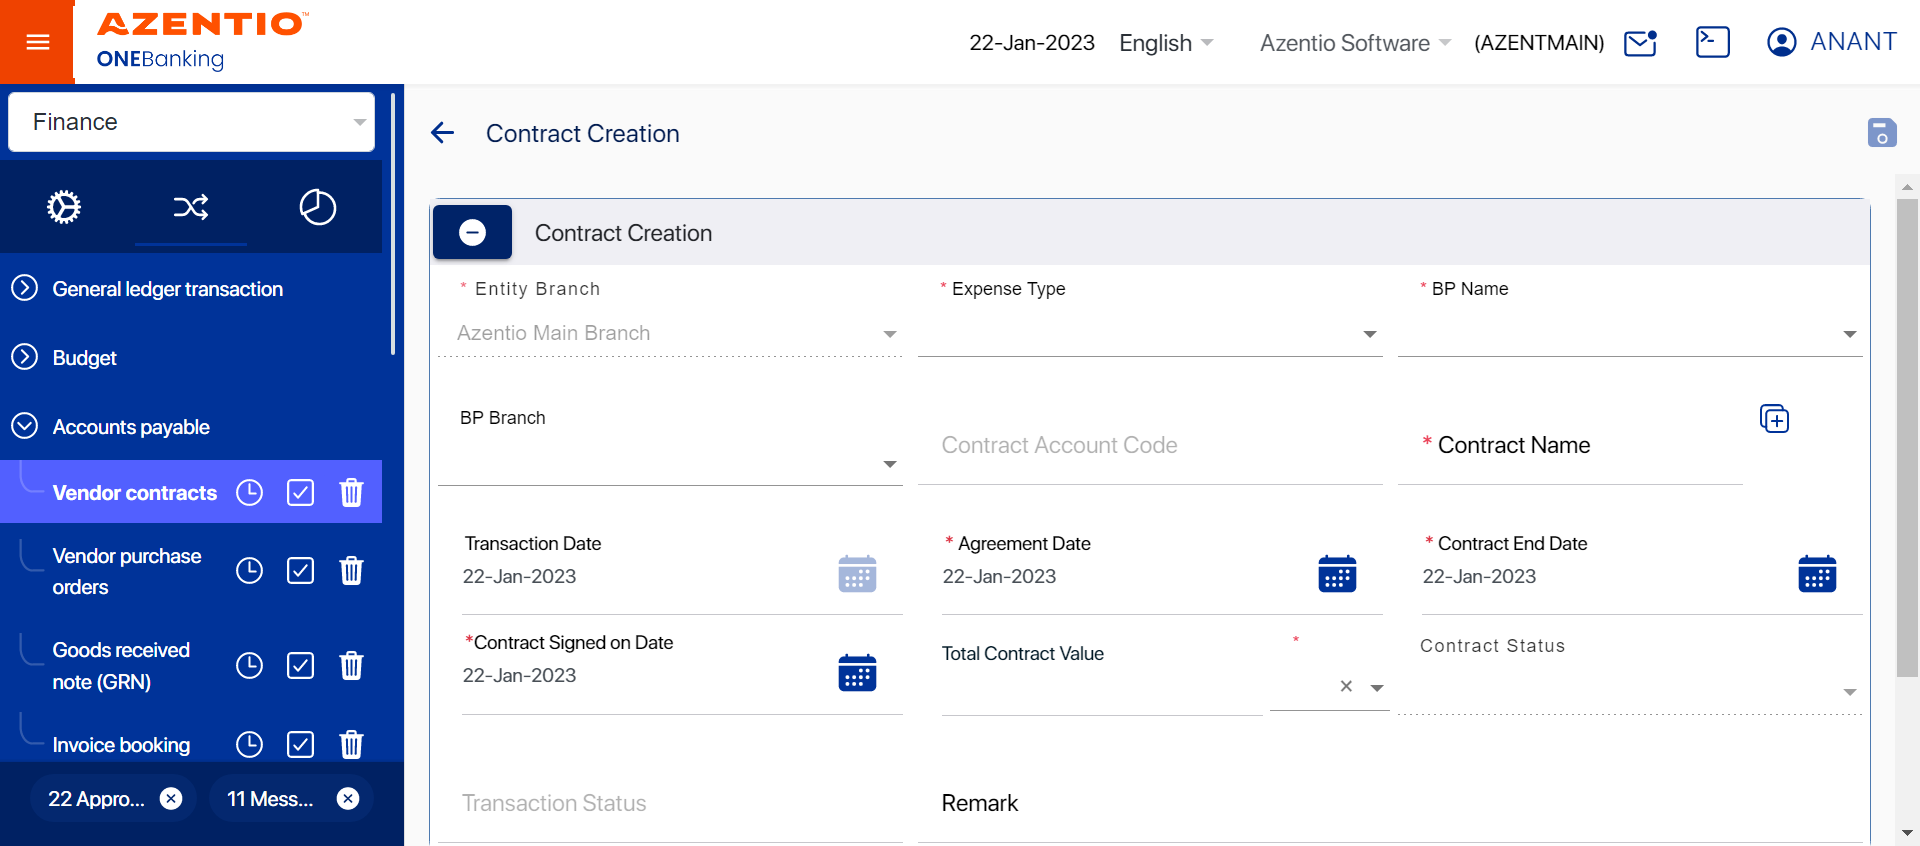 AZENTIO™
ONEBanking
22-Jan-2023
English
Azentio Software
(AZENTMAIN)
ANANT
Finance
General ledger transaction
Budget
Accounts payable
Vendor contracts
Vendor purchase
orders
Goods received
note (GRN)
Invoice booking
22 Appro...
11 Mess...
Contract Creation
Contract Creation
* Entity Branch
Azentio Main Branch
* Expense Type
* BP Name
BP Branch
Contract Account Code
* Contract Name
Transaction Date
22-Jan-2023
* Agreement Date
22-Jan-2023
* Contract End Date
22-Jan-2023
*Contract Signed on Date
22-Jan-2023
Total Contract Value
*
Contract Status
Transaction Status
Remark